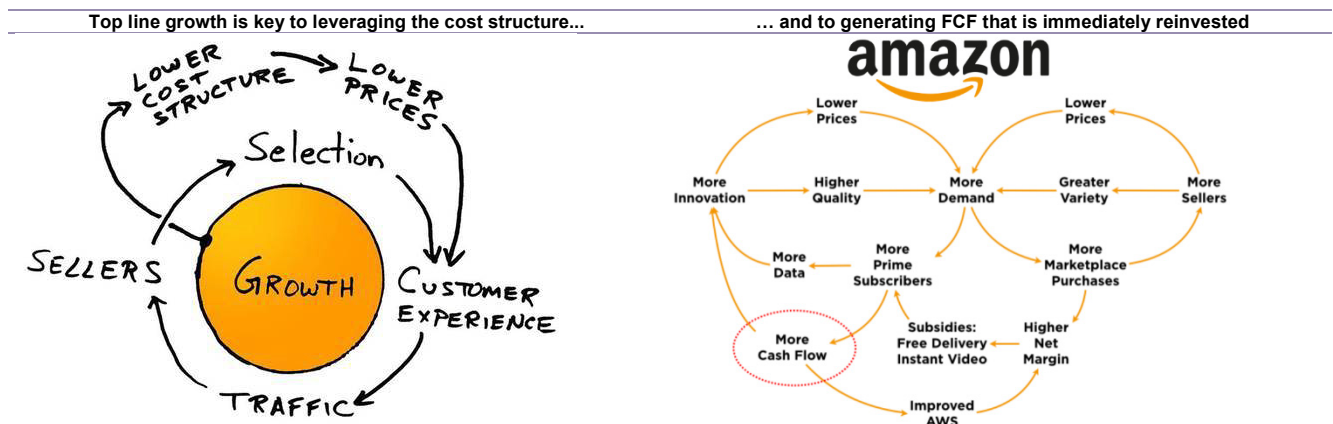 Top line growth is key to leveraging the cost structure...
… and to generating FCF that is immediately reinvested
LOWER
COST
STRUCTURE
LOWER
PRICES
Selection
SELLERS
GROWTH
CUSTOMER
EXPERIENCE
TRAFFIC
amazon
Lower
Prices
Lower
Prices
More
Innovation
Higher
Quality
More
Demand
Greater
Variety
More
Sellers
More
Data
More
Prime
Subscribers
More
Marketplace
Purchases
More
Cash Flow
Subsidies:
Free Delivery
Instant Video
Higher
Net
Margin
Improved
AWS